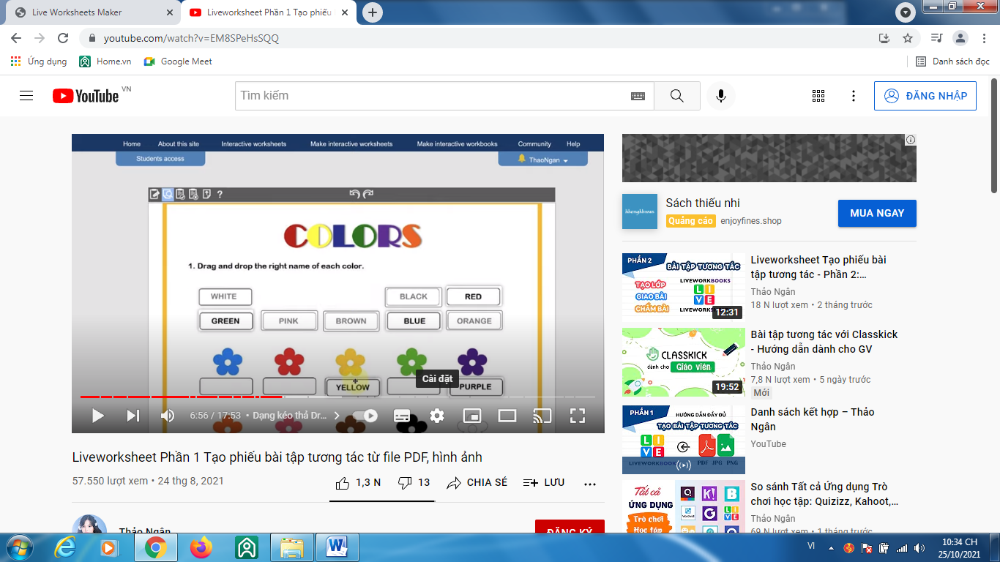 Live Worksheets Maker
Liveworksheet Phần 1 Tạo phiếu
youtube.com/watch?v=EM8SPeHsSQQ
Ứng dụng
Home.vn
Google Meet
Danh sách đọc
YouTube VN
Tìm kiếm
ĐĂNG NHẬP
Home About this site Interactive worksheets Make interactive worksheets Make interactive workbooks Community Help
Students access
ThaoNgan
COLORS
1. Drag and drop the right name of each color.
WHITE BLACK RED
GREEN PINK BROWN BLUE ORANGE
YELLOW PURPLE
Cài đặt
6:56 / 17:53 • Dạng kéo thả Dr...
Liveworksheet Phần 1 Tạo phiếu bài tập tương tác từ file PDF, hình ảnh
57.550 lượt xem • 24 thg 8, 2021
1,3 N 13 CHIA SẺ LƯU
Thảo Ngân
ĐĂNG KÝ
Sách thiếu nhi
Quảng cáo enjoyfines.shop
MUA NGAY
PHẦN 2
BÀI TẬP TƯƠNG TÁC
TẠO LỚP
GIAO BÀI
CHẤM BÀI
LIVEWORKBOOKS
LIVE
12:31
Liveworksheet Tạo phiếu bài
tập tương tác - Phần 2:...
Thảo Ngân
18 N lượt xem • 2 tháng trước
CLASSKICK
dành cho Giáo viên
19:52
Bài tập tương tác với Classkick
- Hướng dẫn dành cho GV
Thảo Ngân
7,8 N lượt xem • 5 ngày trước
Mới
PHẦN 1
HƯỚNG DẪN ĐẦY ĐỦ
TẠO BÀI TẬP TƯƠNG TÁC
LIVE
LIVEWORKBOOK
PDF JPG PNG
Danh sách kết hợp – Thảo
Ngân
YouTube
Tất cả
ỨNG DỤNG
Trò chơi
Học tập
So sánh Tất cả Ứng dụng Trò
chơi học tập: Quizizz, Kahoot,...
Thảo Ngân
69 N lượt xem • 1 tháng trước
VI
10:34 CH
25/10/2021